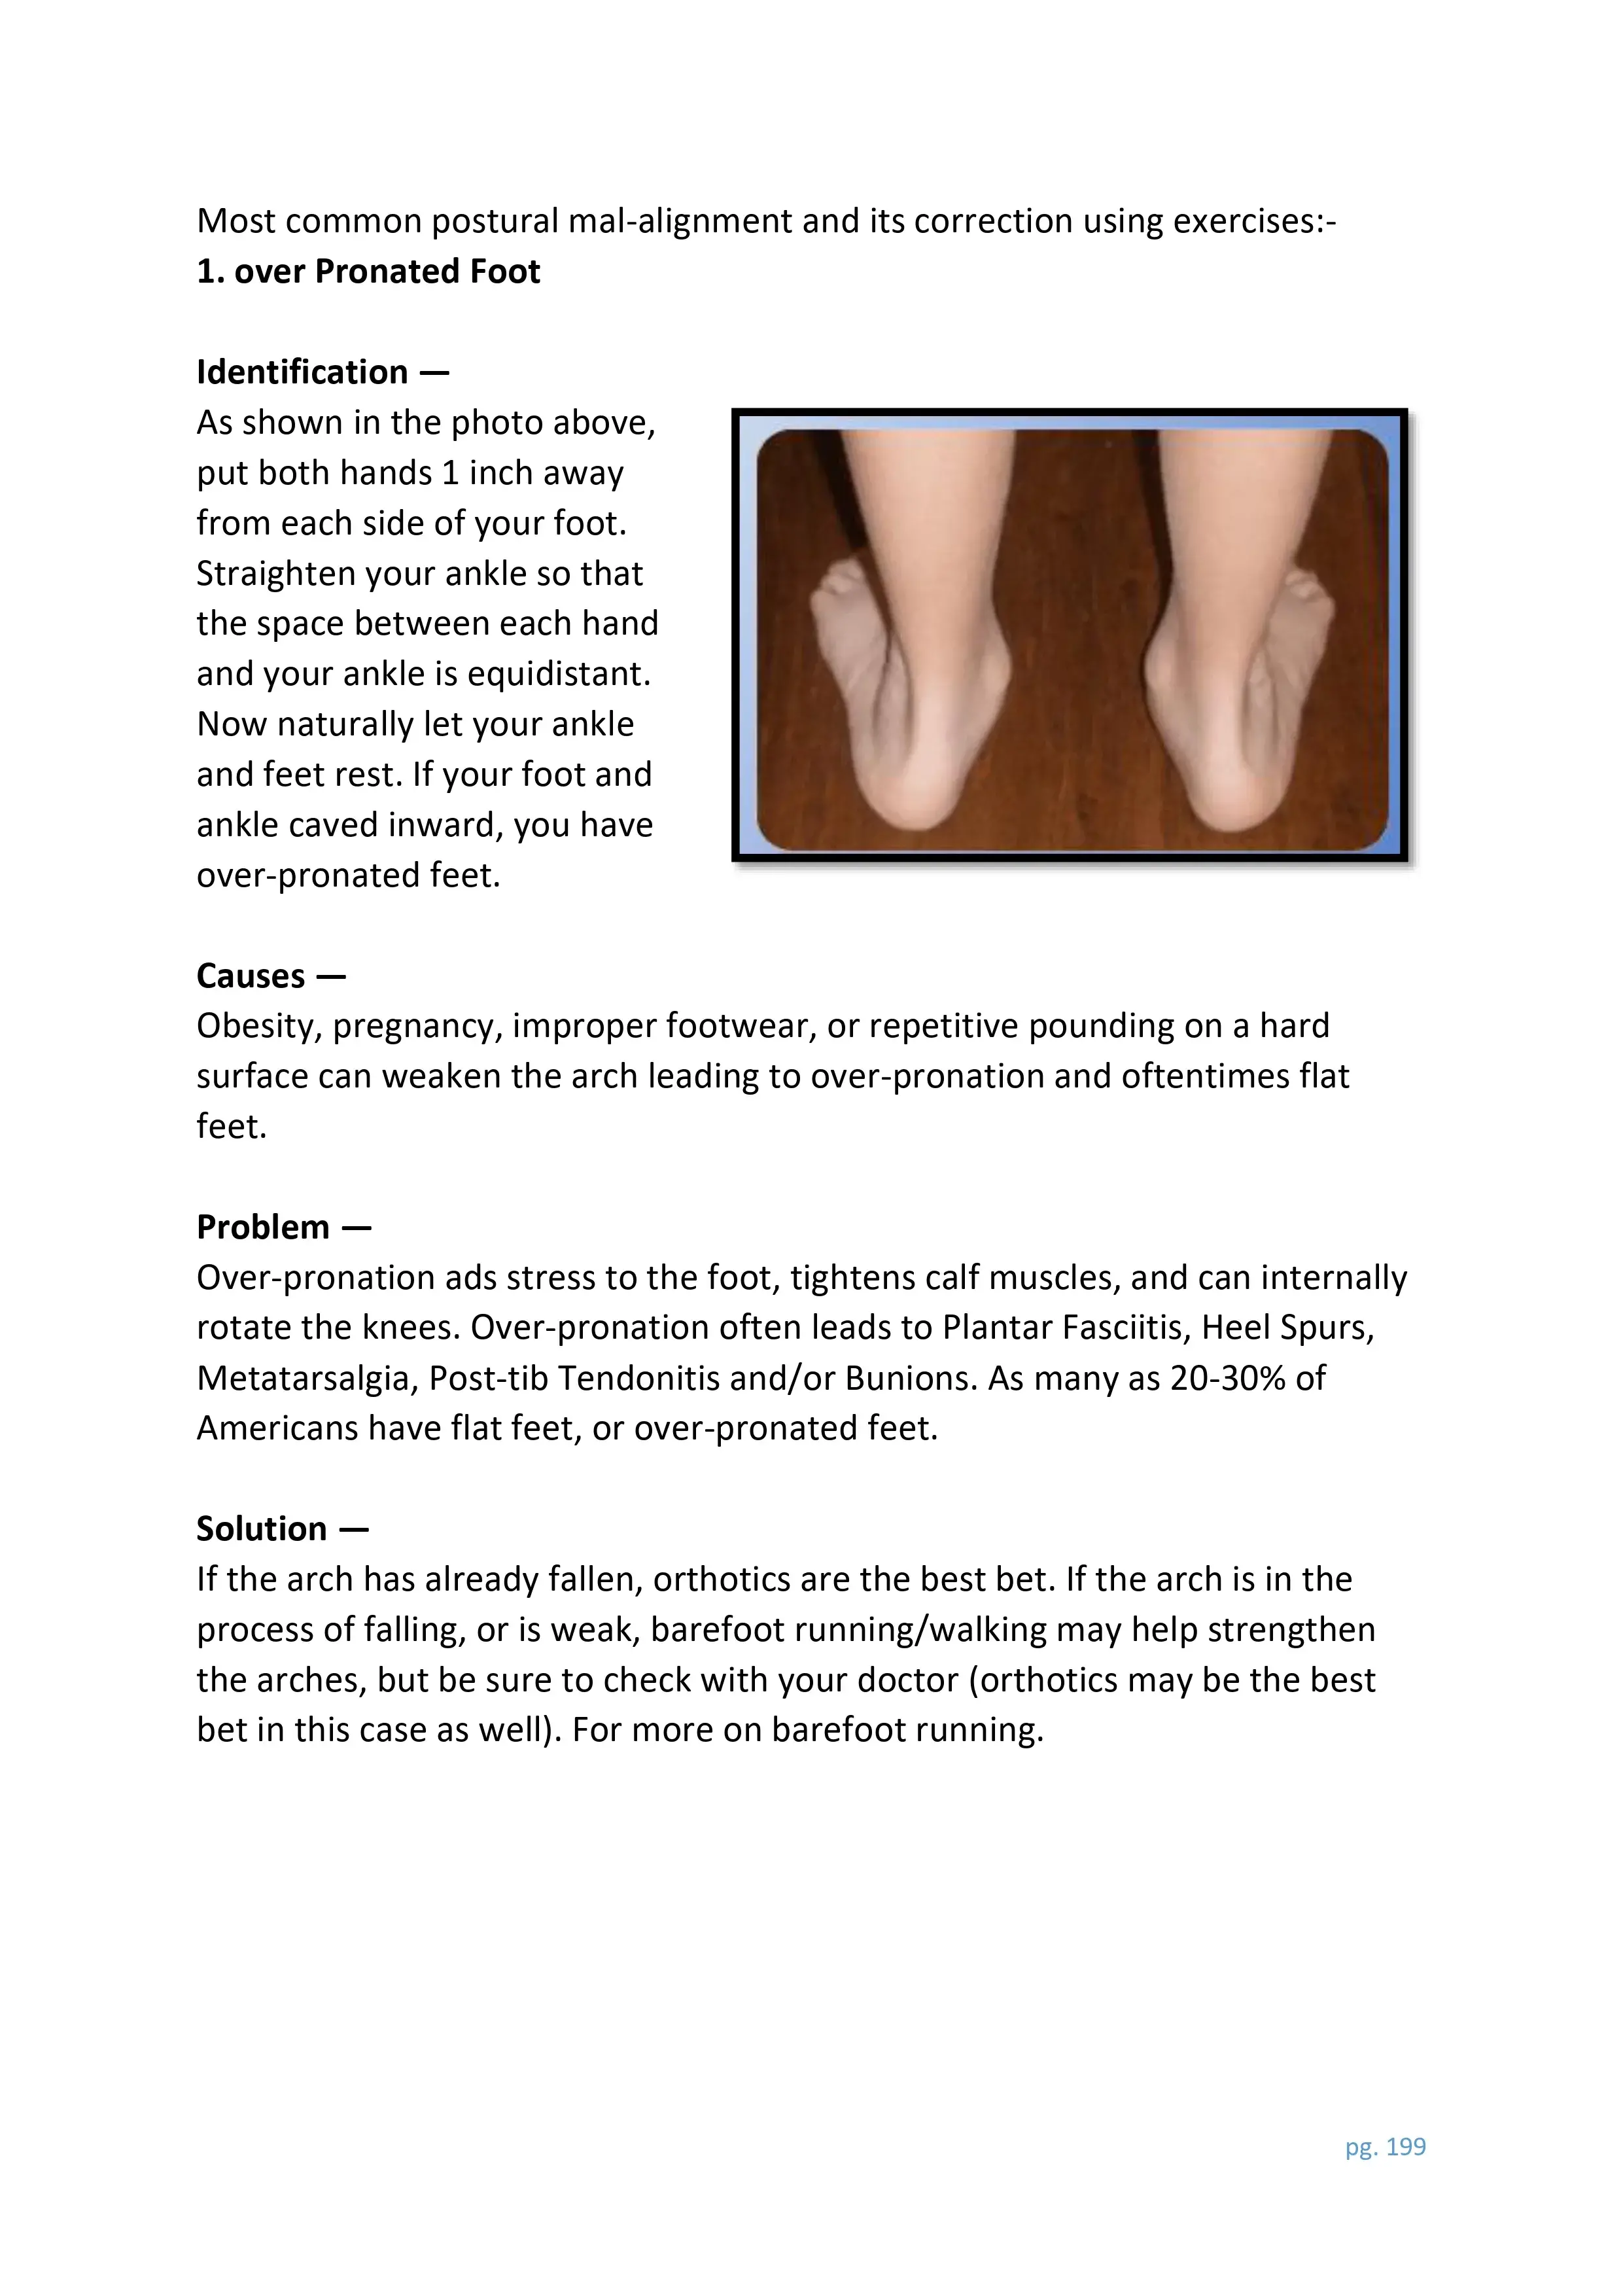 Most common postural mal-alignment and its correction using exercises:-
1. over Pronated Foot
Identification —
As shown in the photo above,
put both hands 1 inch away
from each side of your foot.
Straighten your ankle so that
the space between each hand
and your ankle is equidistant.
Now naturally let your ankle
and feet rest. If your foot and
ankle caved inward, you have
over-pronated feet.
Causes —
Obesity, pregnancy, improper footwear, or repetitive pounding on a hard
surface can weaken the arch leading to over-pronation and oftentimes flat
feet.
Problem —
Over-pronation ads stress to the foot, tightens calf muscles, and can internally
rotate the knees. Over-pronation often leads to Plantar Fasciitis, Heel Spurs,
Metatarsalgia, Post-tib Tendonitis and/or Bunions. As many as 20-30% of
Americans have flat feet, or over-pronated feet.
Solution —
If the arch has already fallen, orthotics are the best bet. If the arch is in the
process of falling, or is weak, barefoot running/walking may help strengthen
the arches, but be sure to check with your doctor (orthotics may be the best
bet in this case as well). For more on barefoot running.
pg. 199